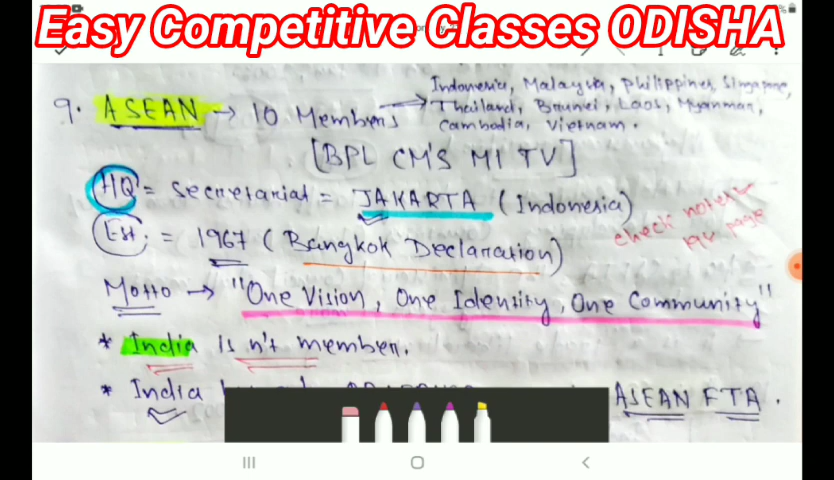 Easy Competitive Classes ODISHA
Indonesia, Malaysia, Philippines, Singapore,
9. ASEAN → 10 Members → Thailand, Brunei, Laos, Myanmar,
Cambodia, Vietnam.
[BPL CM'S MI TV]
HQ = Secretariat = JAKARTA (Indonesia)
check notes
page
Est. = 1967 (Bangkok Declaration)
Motto → "One Vision, One Identity, One Community"
* India is n't member.
* India ASEAN FTA.